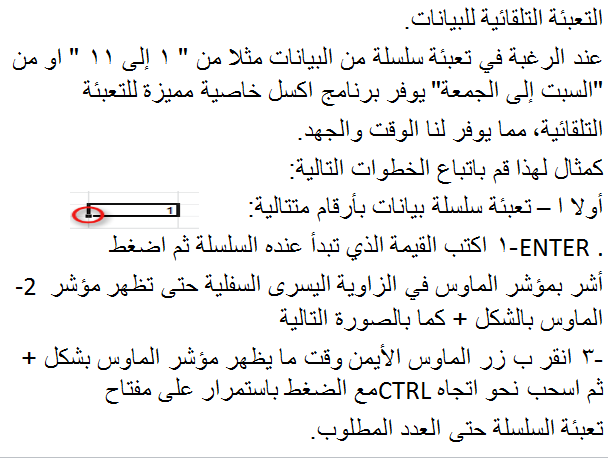 التعبئة التلقائية للبيانات.
عند الرغبة في تعبئة سلسلة من البيانات مثلا من " ١ إلى ١١ " او من
"السبت إلى الجمعة" يوفر برنامج اكسل خاصية مميزة للتعبئة
التلقائية، مما يوفر لنا الوقت والجهد.
كمثال لهذا قم باتباع الخطوات التالية:
أولا ا – تعبئة سلسلة بيانات بأرقام متتالية:
1
. ENTER-١ اكتب القيمة الذي تبدأ عنده السلسلة ثم اضغط
أشر بمؤشر الماوس في الزاوية اليسرى السفلية حتى تظهر مؤشر 2-
الماوس بالشكل + كما بالصورة التالية
-٣ انقر ب زر الماوس الأيمن وقت ما يظهر مؤشر الماوس بشكل +
ثم اسحب نحو اتجاه CTRLمع الضغط باستمرار على مفتاح
تعبئة السلسلة حتى العدد المطلوب.